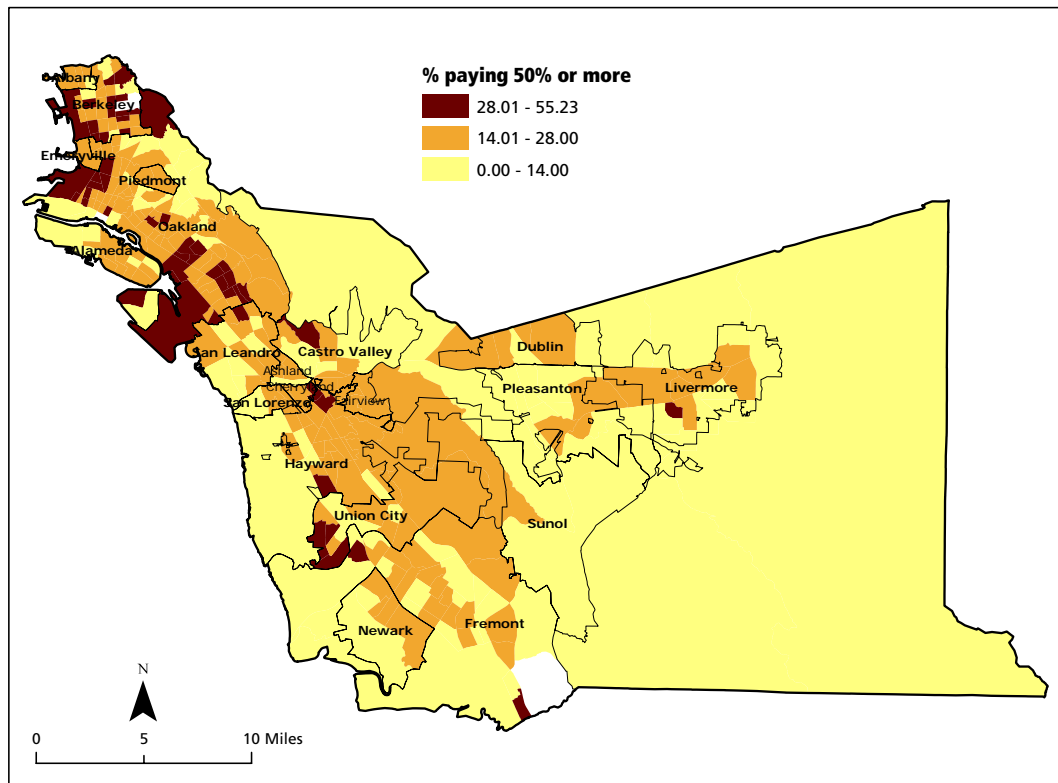 % paying 50% or more
28.01 - 55.23
14.01 - 28.00
0.00 - 14.00
Albany
Berkeley
Emeryville
Piedmont
Oakland
Alameda
San Leandro
Castro Valley
Dublin
Ashland
Cherryland
Pleasanton
Livermore
San Lorenzo
Fairview
Hayward
Union City
Sunol
Newark
Fremont
N
0 5 10 Miles